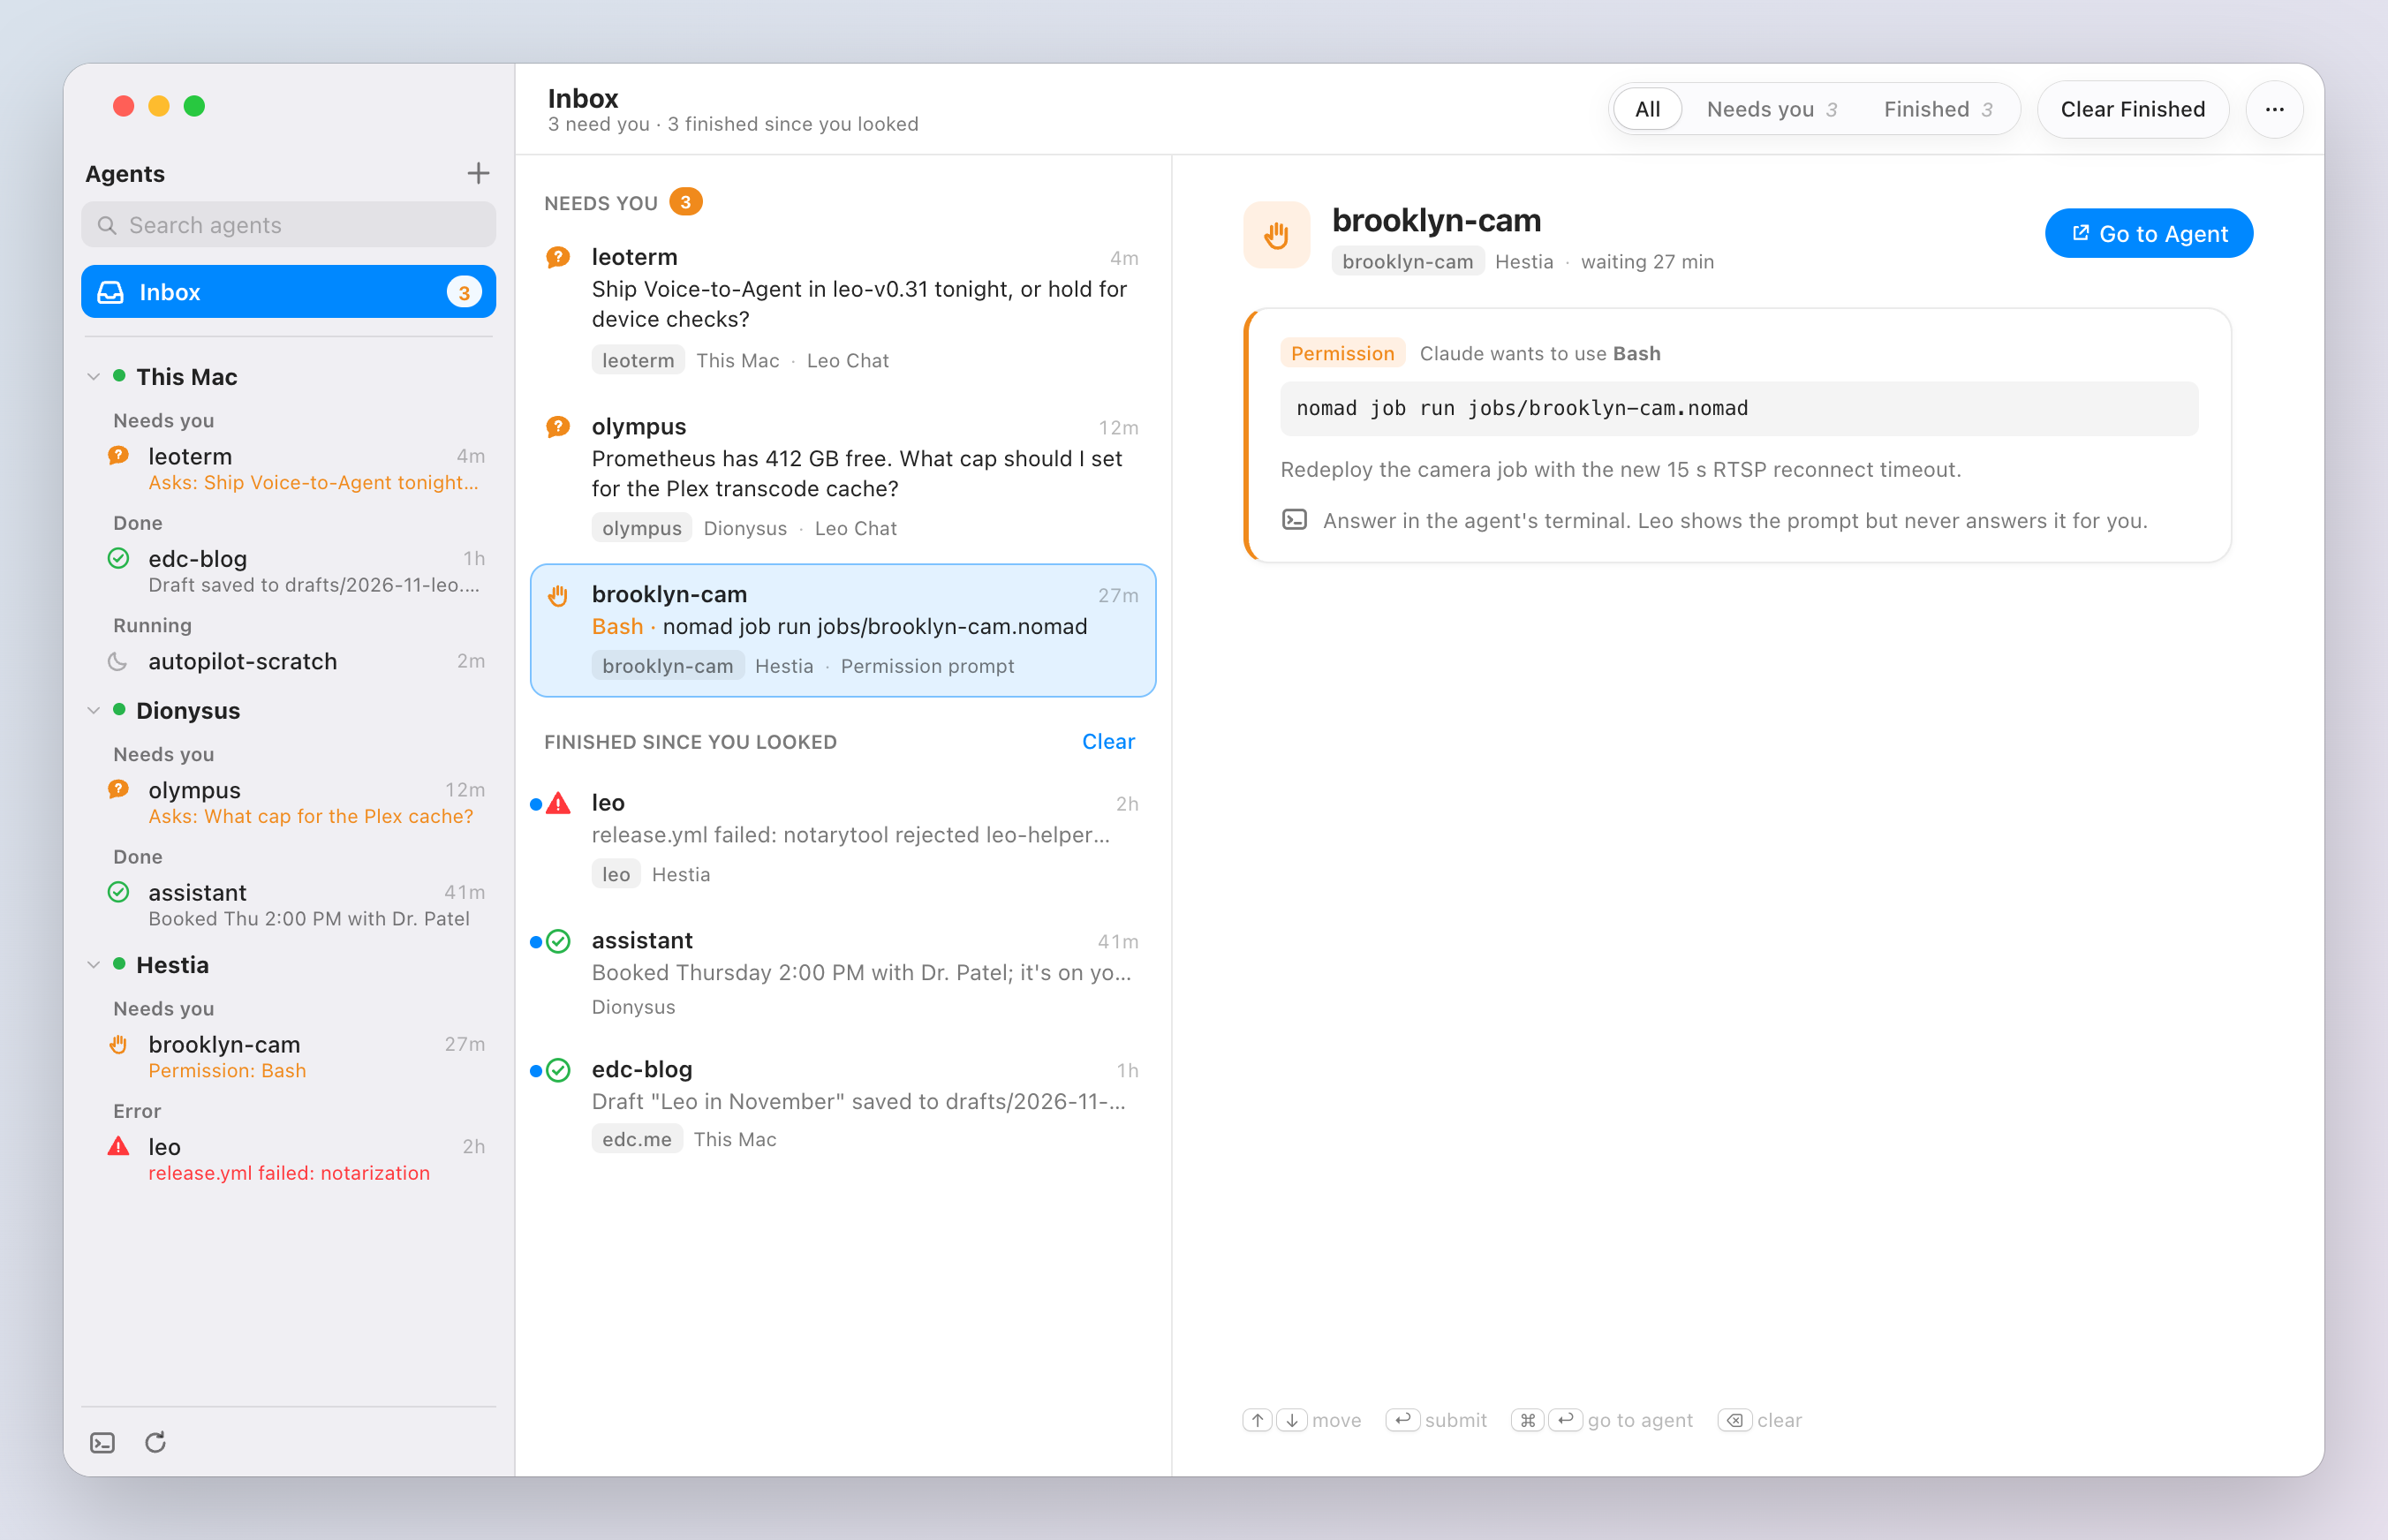 Agents
Search agents
Inbox 3
This Mac
Needs you
leoterm 4m
Asks: Ship Voice-to-Agent tonight...
Done
edc-blog 1h
Draft saved to drafts/2026-11-leo....
Running
autopilot-scratch 2m
Dionysus
Needs you
olympus 12m
Asks: What cap for the Plex cache?
Done
assistant 41m
Booked Thu 2:00 PM with Dr. Patel
Hestia
Needs you
brooklyn-cam 27m
Permission: Bash
Error
leo 2h
release.yml failed: notarization
Inbox
3 need you · 3 finished since you looked
All Needs you 3 Finished 3 Clear Finished
NEEDS YOU 3
leoterm 4m
Ship Voice-to-Agent in leo-v0.31 tonight, or hold for
device checks?
leoterm This Mac · Leo Chat
olympus 12m
Prometheus has 412 GB free. What cap should I set
for the Plex transcode cache?
olympus Dionysus · Leo Chat
brooklyn-cam 27m
Bash · nomad job run jobs/brooklyn-cam.nomad
brooklyn-cam Hestia · Permission prompt
FINISHED SINCE YOU LOOKED Clear
leo 2h
release.yml failed: notarytool rejected leo-helper...
leo Hestia
assistant 41m
Booked Thursday 2:00 PM with Dr. Patel; it's on yo...
Dionysus
edc-blog 1h
Draft "Leo in November" saved to drafts/2026-11-...
edc.me This Mac
brooklyn-cam
brooklyn-cam Hestia · waiting 27 min
Go to Agent
Permission Claude wants to use Bash
nomad job run jobs/brooklyn-cam.nomad
Redeploy the camera job with the new 15 s RTSP reconnect timeout.
Answer in the agent's terminal. Leo shows the prompt but never answers it for you.
↑ ↓ move ↩ submit ⌘ ↩ go to agent ⌫ clear